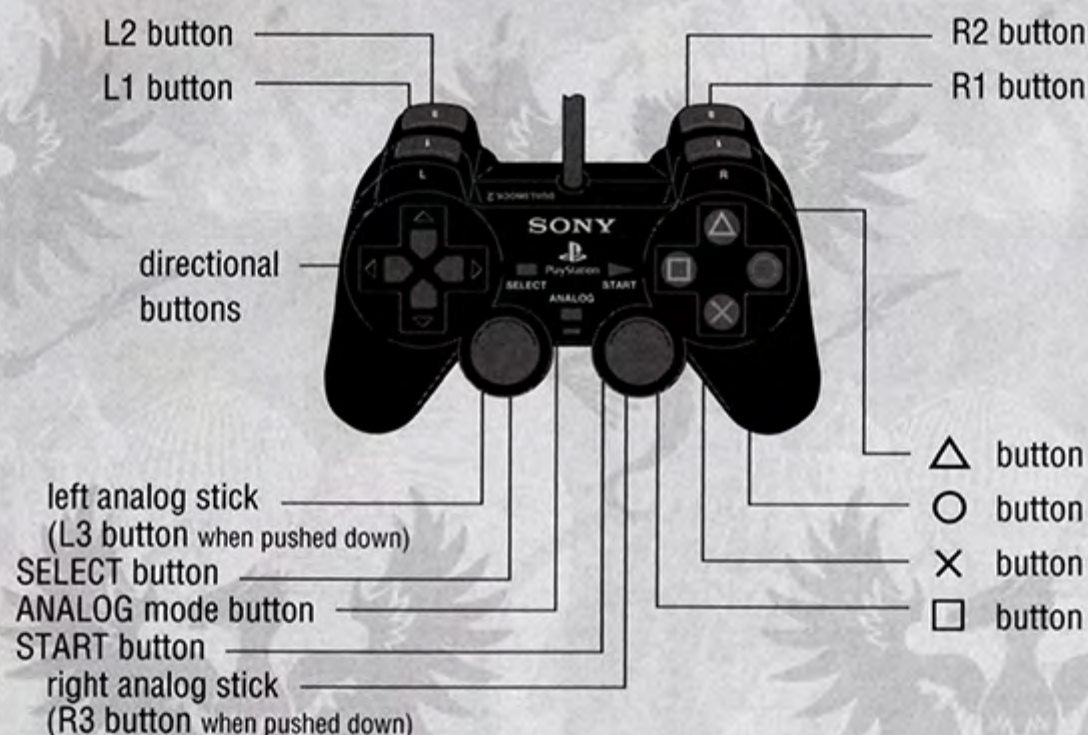 L2 button
R2 button
L1 button
R1 button
L
R
DUALSHOCK 2
SONY
PlayStation
SELECT
START
ANALOG
directional
buttons
△ button
left analog stick
(L3 button when pushed down)
○ button
SELECT button
✕ button
ANALOG mode button
□ button
START button
right analog stick
(R3 button when pushed down)